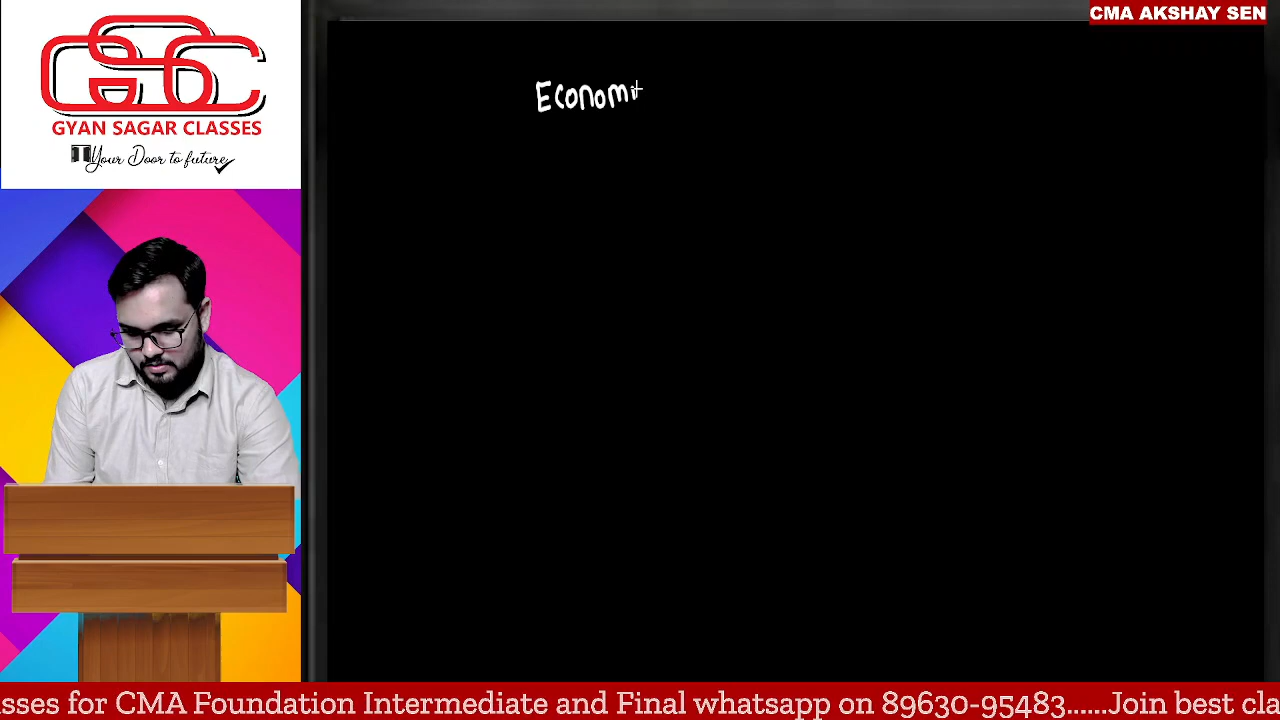 CMA AKSHAY SEN
GSC
GYAN SAGAR CLASSES
Your Door to future
Economi
sses for CMA Foundation Intermediate and Final whatsapp on 89630-95483......Join best cla